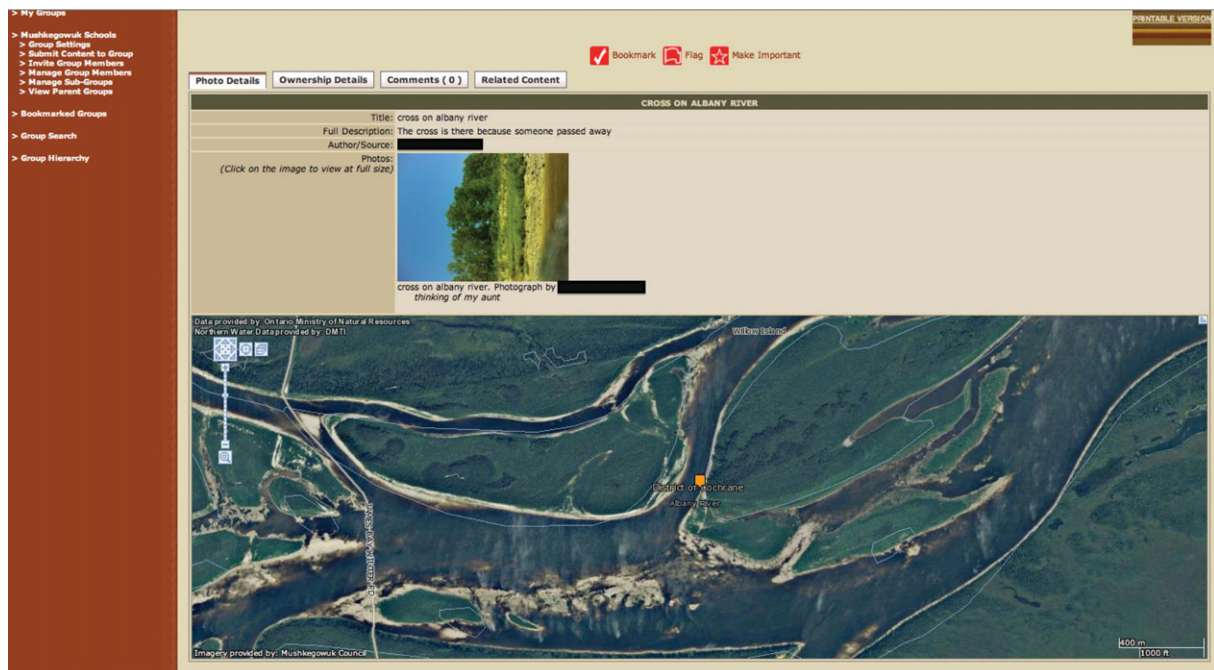 > My Groups
> Mushkegowuk Schools
> Group Settings
> Submit Content to Group
> Invite Group Members
> Manage Group Members
> Manage Sub-Groups
> View Parent Groups
> Bookmarked Groups
> Group Search
> Group Hierarchy
PRINTABLE VERSION
Bookmark Flag Make Important
Photo Details Ownership Details Comments ( 0 ) Related Content
CROSS ON ALBANY RIVER
Title: cross on albany river
Full Description: The cross is there because someone passed away
Author/Source:
Photos:
(Click on the image to view at full size)
cross on albany river. Photograph by
thinking of my aunt
Data provided by: Ontario Ministry of Natural Resources
Northern Water Data provided by: DMTI
Willow Island
District of Cochrane
Albany River
JAMES BAY WINTER RD
Imagery provided by: Mushkegowuk Council
400 m
1000 ft